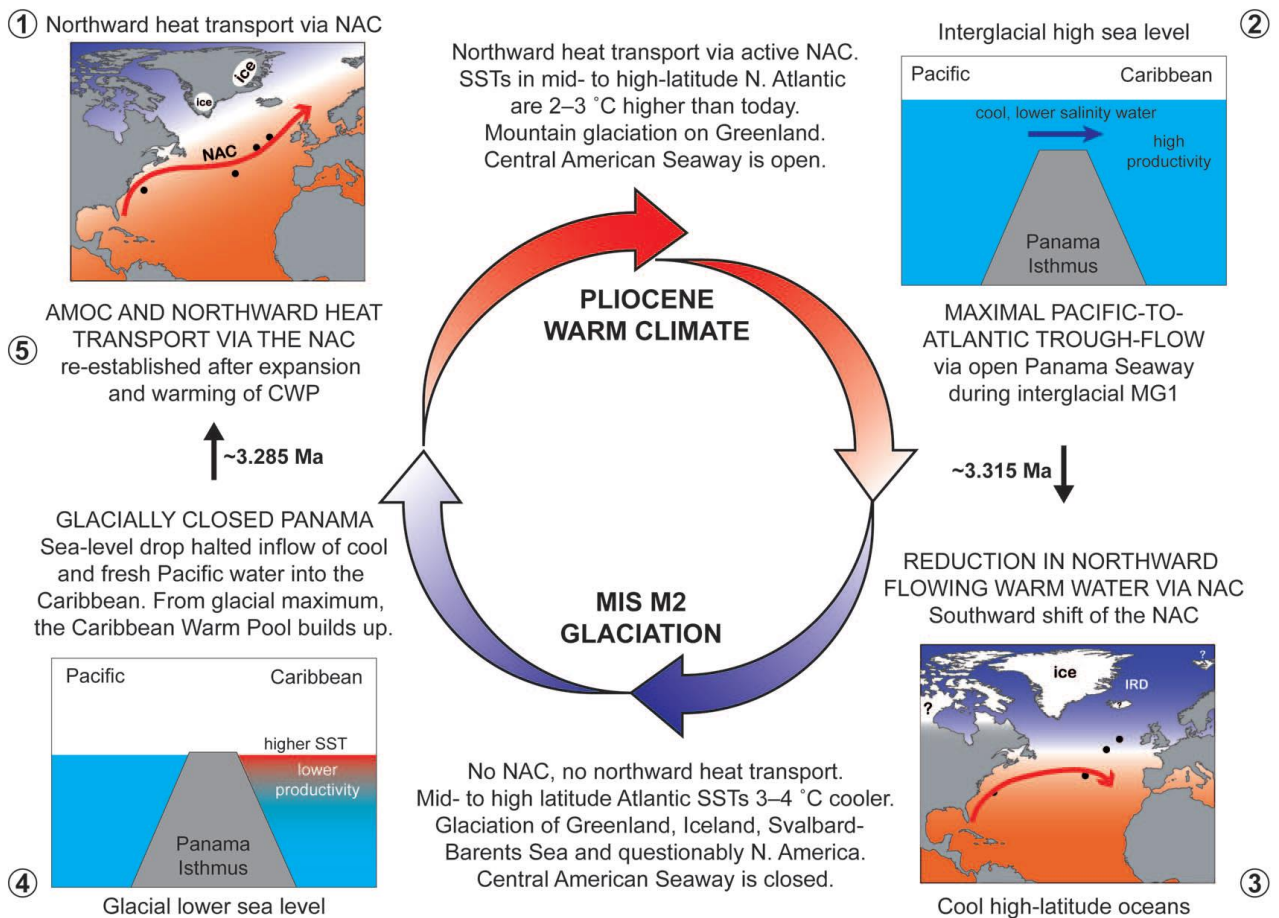 ① Northward heat transport via NAC
ice
ice
NAC
Northward heat transport via active NAC.
SSTs in mid- to high-latitude N. Atlantic
are 2–3 ˚C higher than today.
Mountain glaciation on Greenland.
Central American Seaway is open.
②
Interglacial high sea level
Pacific Caribbean
cool, lower salinity water
high
productivity
Panama
Isthmus
PLIOCENE
WARM CLIMATE
MAXIMAL PACIFIC-TO-
ATLANTIC TROUGH-FLOW
via open Panama Seaway
during interglacial MG1
~3.315 Ma
REDUCTION IN NORTHWARD
FLOWING WARM WATER VIA NAC
Southward shift of the NAC
?
ice
IRD
?
?
③
Cool high-latitude oceans
MIS M2
GLACIATION
No NAC, no northward heat transport.
Mid- to high latitude Atlantic SSTs 3–4 ˚C cooler.
Glaciation of Greenland, Iceland, Svalbard-
Barents Sea and questionably N. America.
Central American Seaway is closed.
GLACIALLY CLOSED PANAMA
Sea-level drop halted inflow of cool
and fresh Pacific water into the
Caribbean. From glacial maximum,
the Caribbean Warm Pool builds up.
Pacific Caribbean
higher SST
lower
productivity
Panama
Isthmus
④
Glacial lower sea level
~3.285 Ma
⑤
AMOC AND NORTHWARD HEAT
TRANSPORT VIA THE NAC
re-established after expansion
and warming of CWP